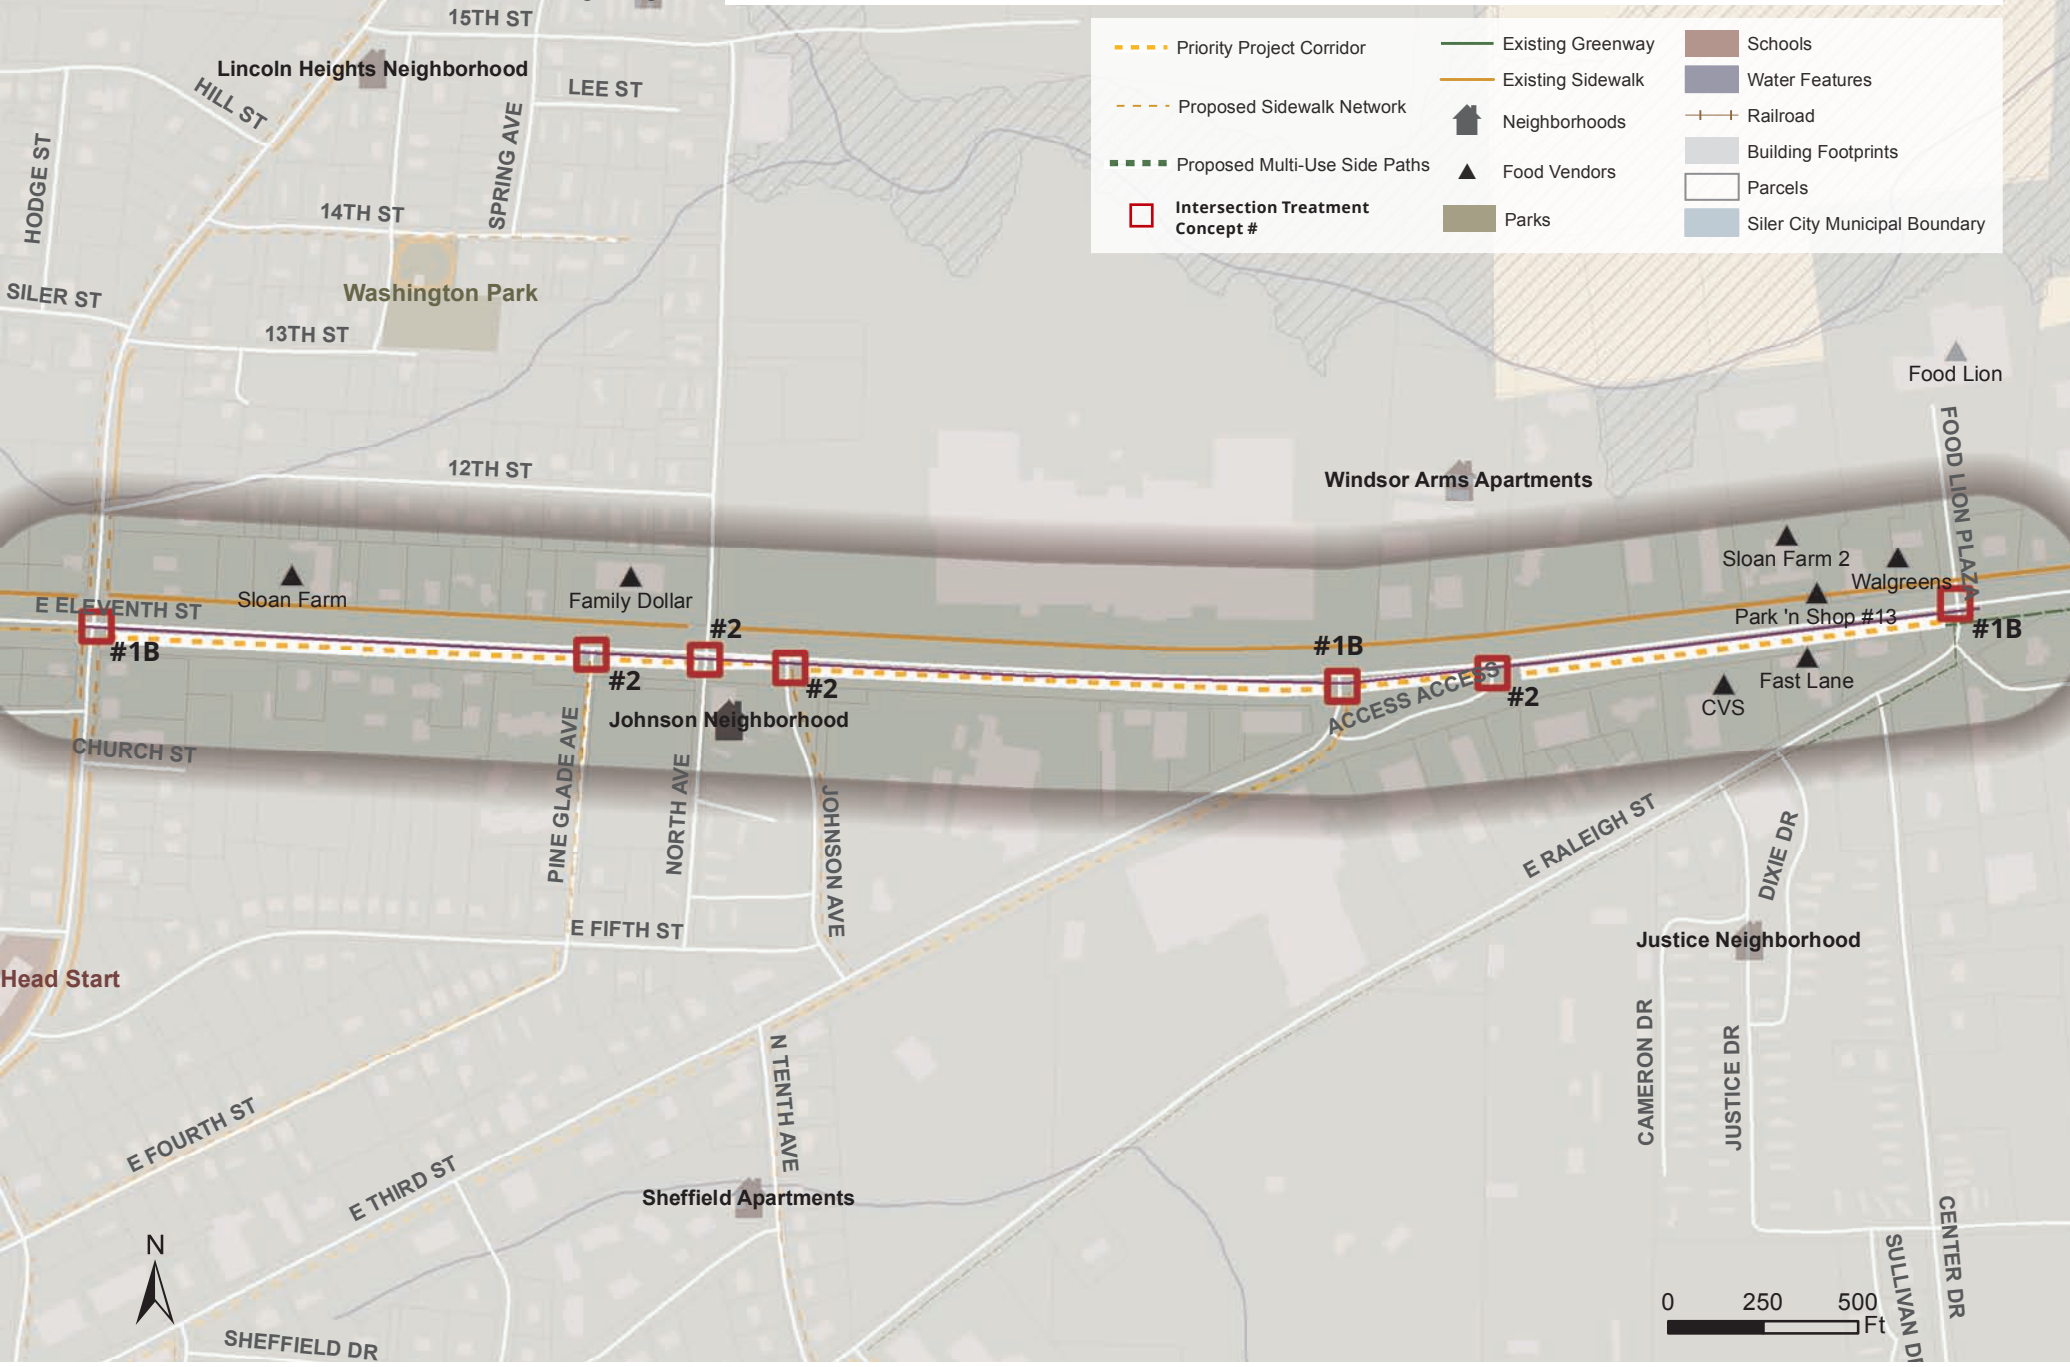 15TH ST
Lincoln Heights Neighborhood
HILL ST
LEE ST
HODGE ST
SPRING AVE
14TH ST
SILER ST
Washington Park
13TH ST
12TH ST
Priority Project Corridor
Proposed Sidewalk Network
Proposed Multi-Use Side Paths
Intersection Treatment
Concept #
Existing Greenway
Existing Sidewalk
Neighborhoods
Food Vendors
Parks
Schools
Water Features
Railroad
Building Footprints
Parcels
Siler City Municipal Boundary
Food Lion
FOOD LION PLAZA
Windsor Arms Apartments
Sloan Farm 2
Walgreens
Park 'n Shop #13
Sloan Farm
Family Dollar
E ELEVENTH ST
#1B
#2
#2
#2
#1B
#2
#1B
Fast Lane
CVS
ACCESS ACCESS
Johnson Neighborhood
CHURCH ST
PINE GLADE AVE
NORTH AVE
JOHNSON AVE
E RALEIGH ST
DIXIE DR
E FIFTH ST
Justice Neighborhood
Head Start
CAMERON DR
JUSTICE DR
N TENTH AVE
E FOURTH ST
E THIRD ST
Sheffield Apartments
CENTER DR
SULLIVAN D
N
0 250 500
Ft
SHEFFIELD DR